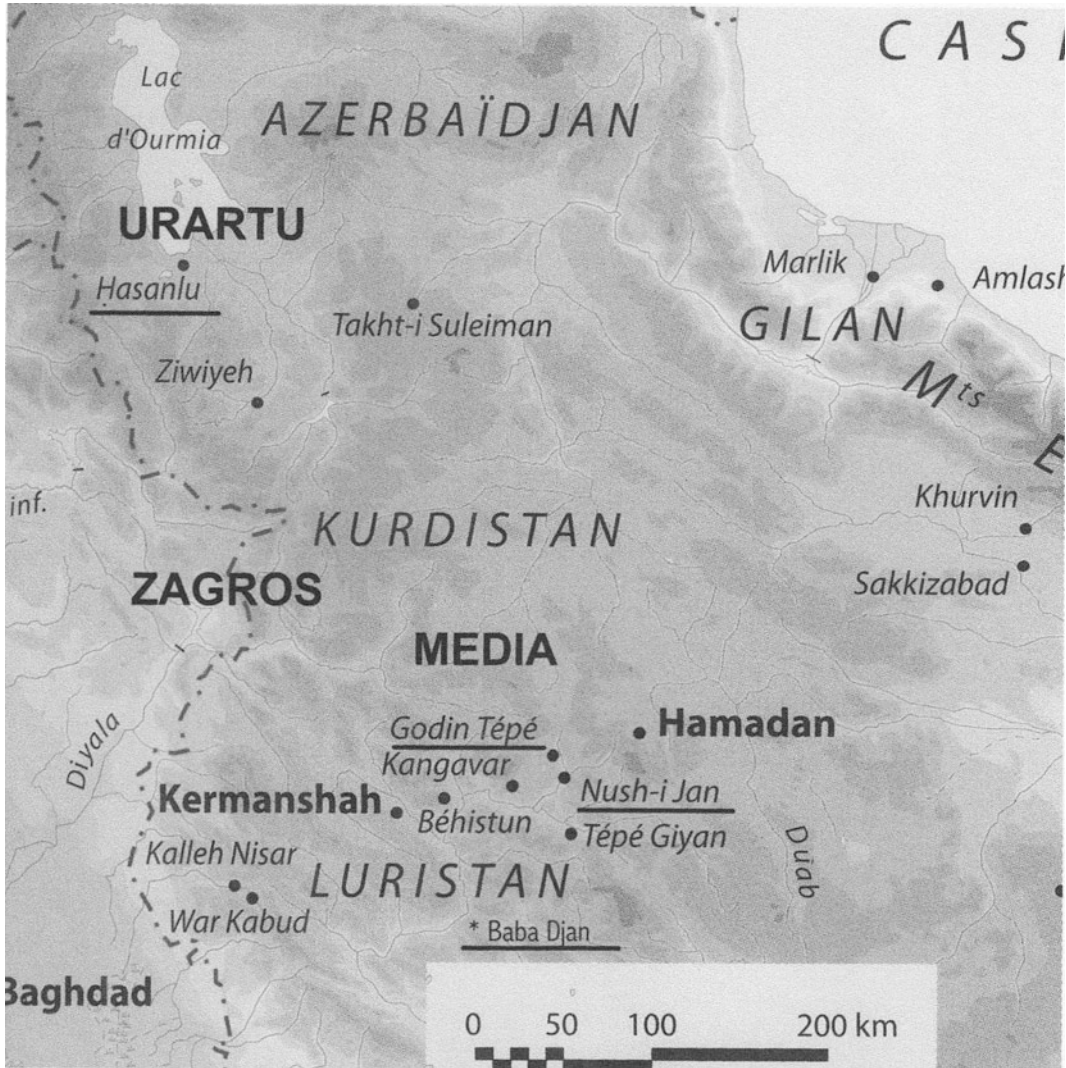 CASP
Lac
d'Ourmia
AZERBAÏDJAN
URARTU
Hasanlu
Marlik
Amlash
Takht-i Suleiman
GILAN
Ziwiyeh
Mts
E
Khurvin
inf.
KURDISTAN
Sakkizabad
ZAGROS
MEDIA
Diyala
Godin Tépé
Hamadan
Kangavar
Nush-i Jan
Kermanshah
Béhistun
Tépé Giyan
Duab
Kalleh Nisar
LURISTAN
War Kabud
* Baba Djan
Baghdad
0 50 100 200 km